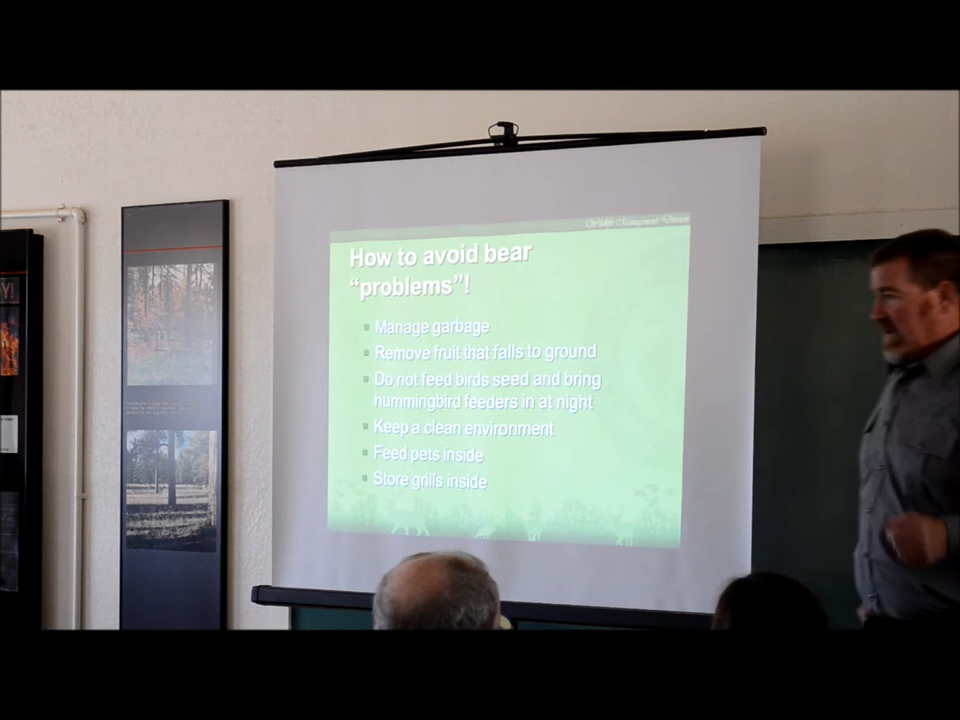 Wildlife Management Division
How to avoid bear
“problems”!
Manage garbage
Remove fruit that falls to ground
Do not feed birds seed and bring
hummingbird feeders in at night
Keep a clean environment
Feed pets inside
Store grills inside